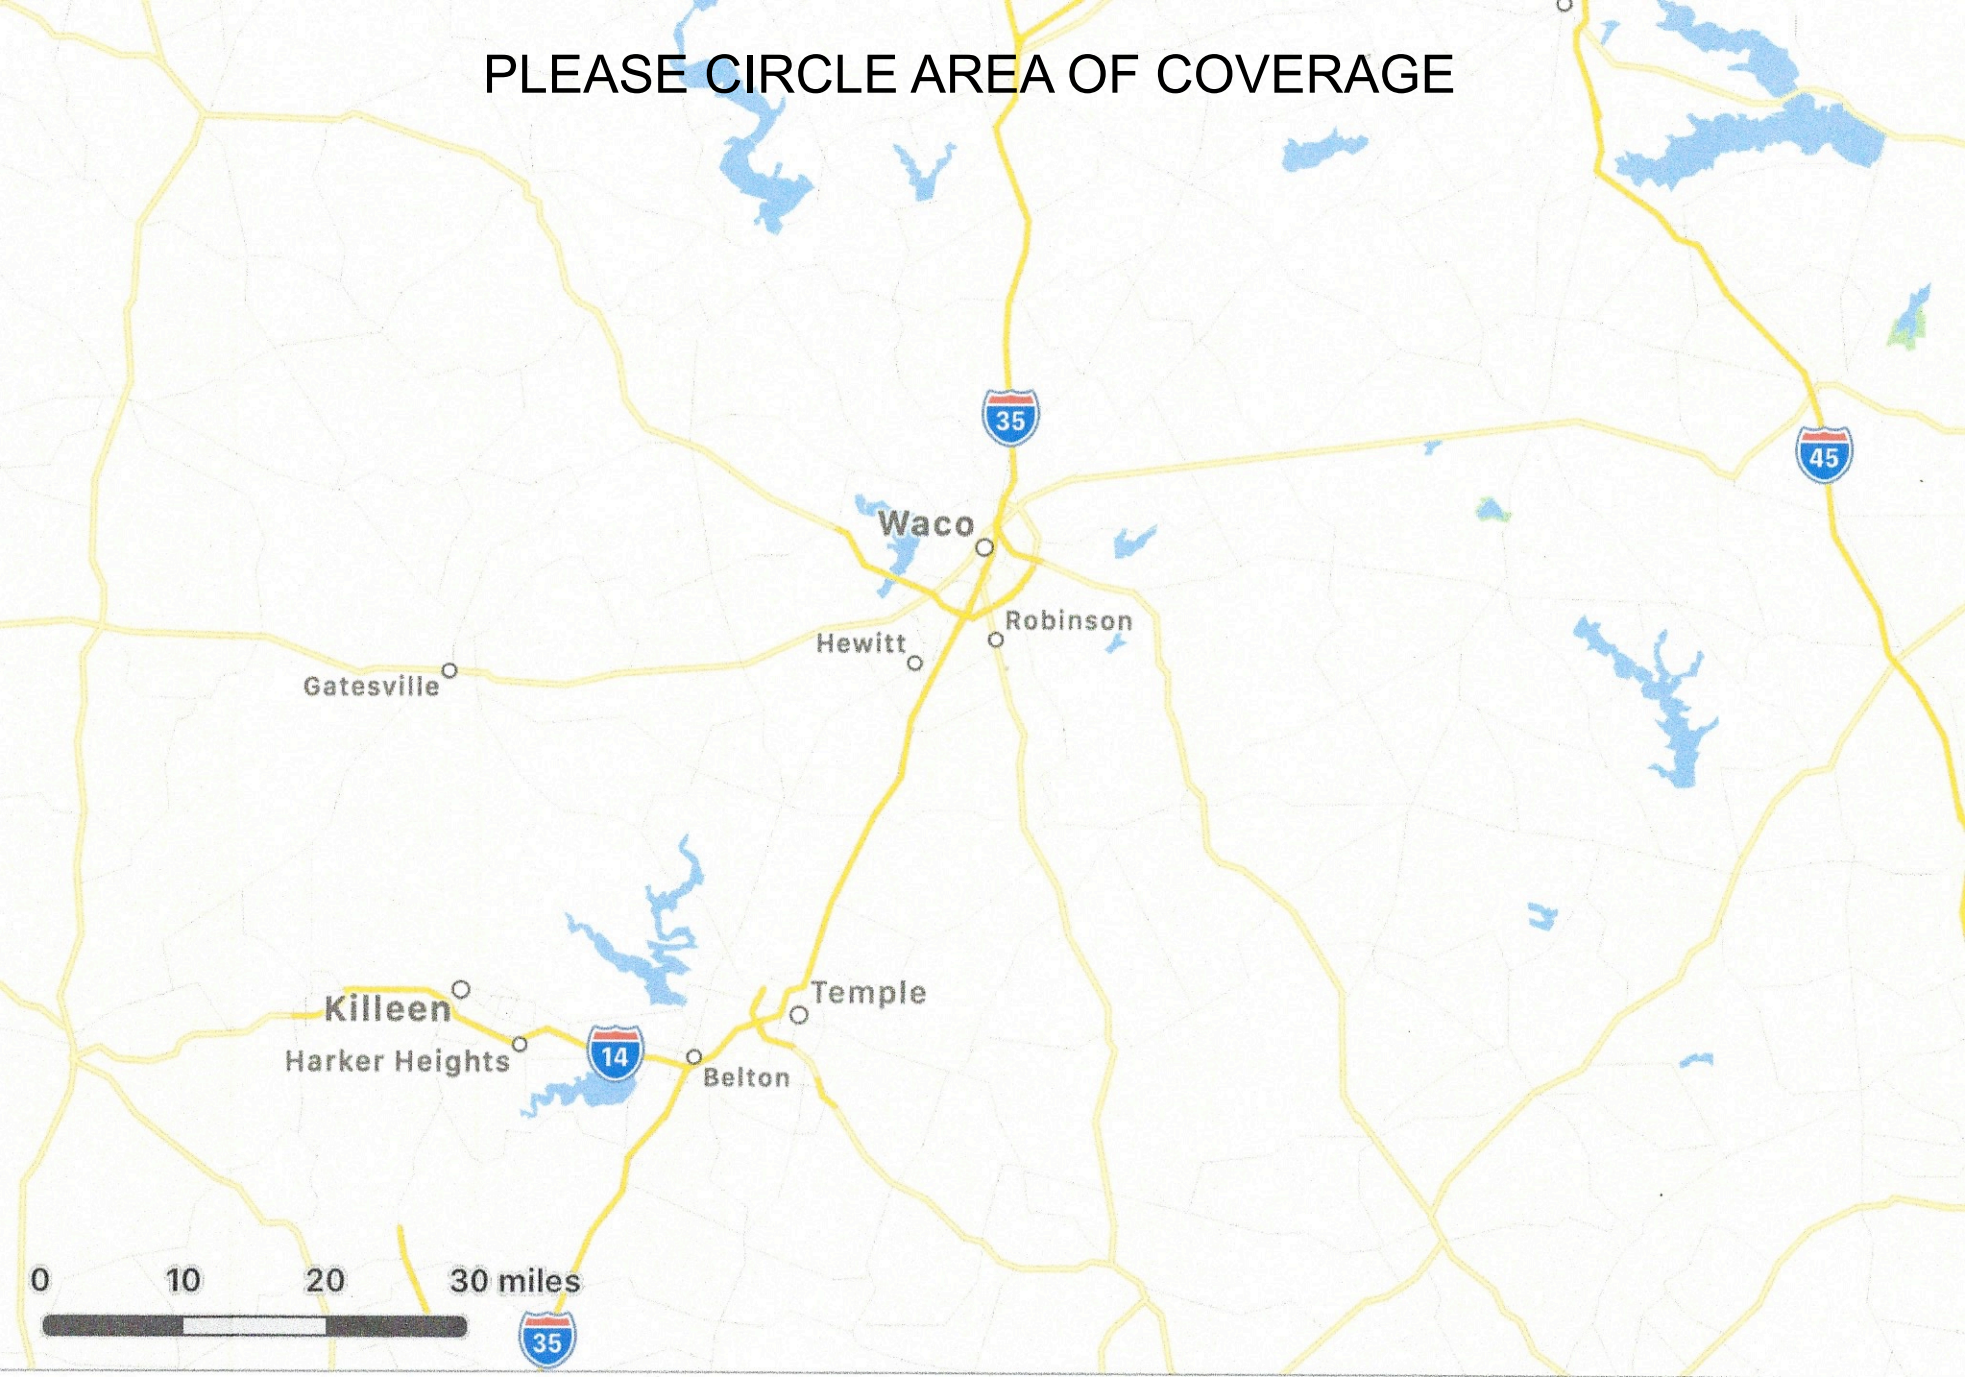 PLEASE CIRCLE AREA OF COVERAGE
35
45
Waco
Robinson
Hewitt
Gatesville
Temple
Killeen
14
Harker Heights
Belton
0 10 20 30 miles
35